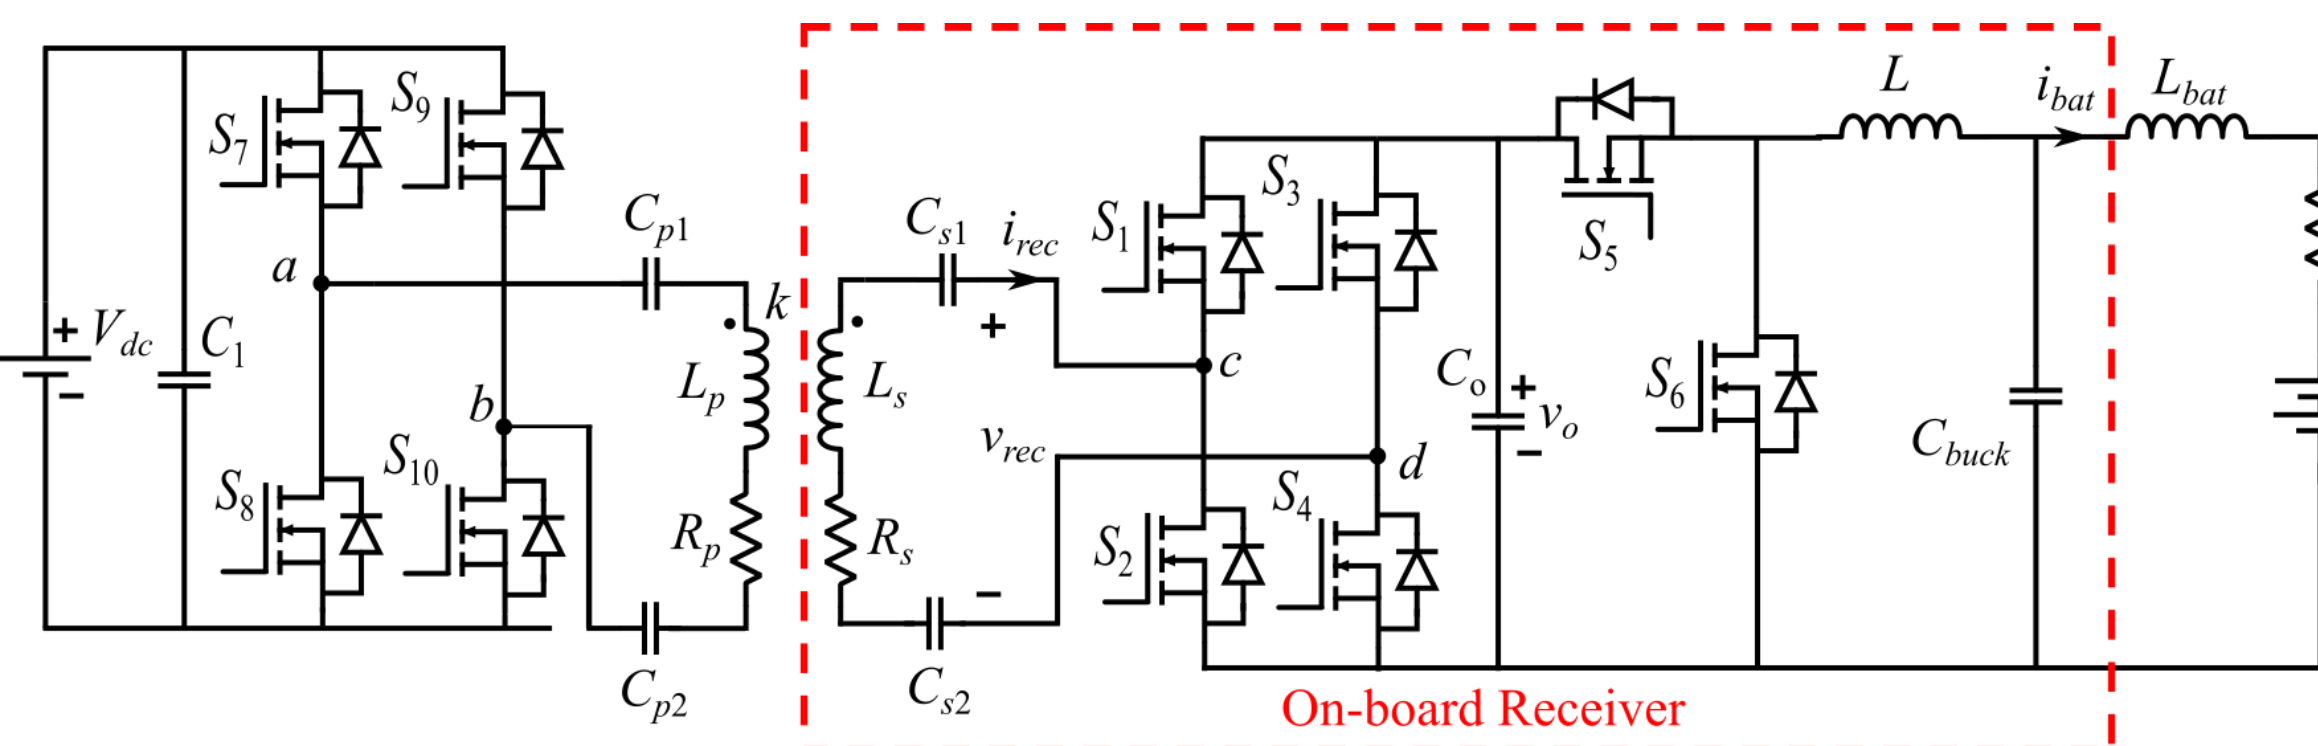 S7
S9
Cp1
a
k
+ Vdc
C1
−
Lp
b
S8
S10
Rp
Cp2
Cs1
irec
+
Ls
vrec
Rs
−
Cs2
S1
S3
c
Co
+
vo
−
d
S2
S4
S5
S6
L
ibat
Lbat
Cbuck
On-board Receiver